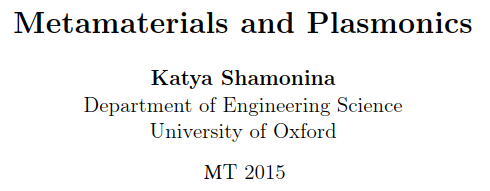 Metamaterials and Plasmonics
Katya Shamonina
Department of Engineering Science
University of Oxford
MT 2015